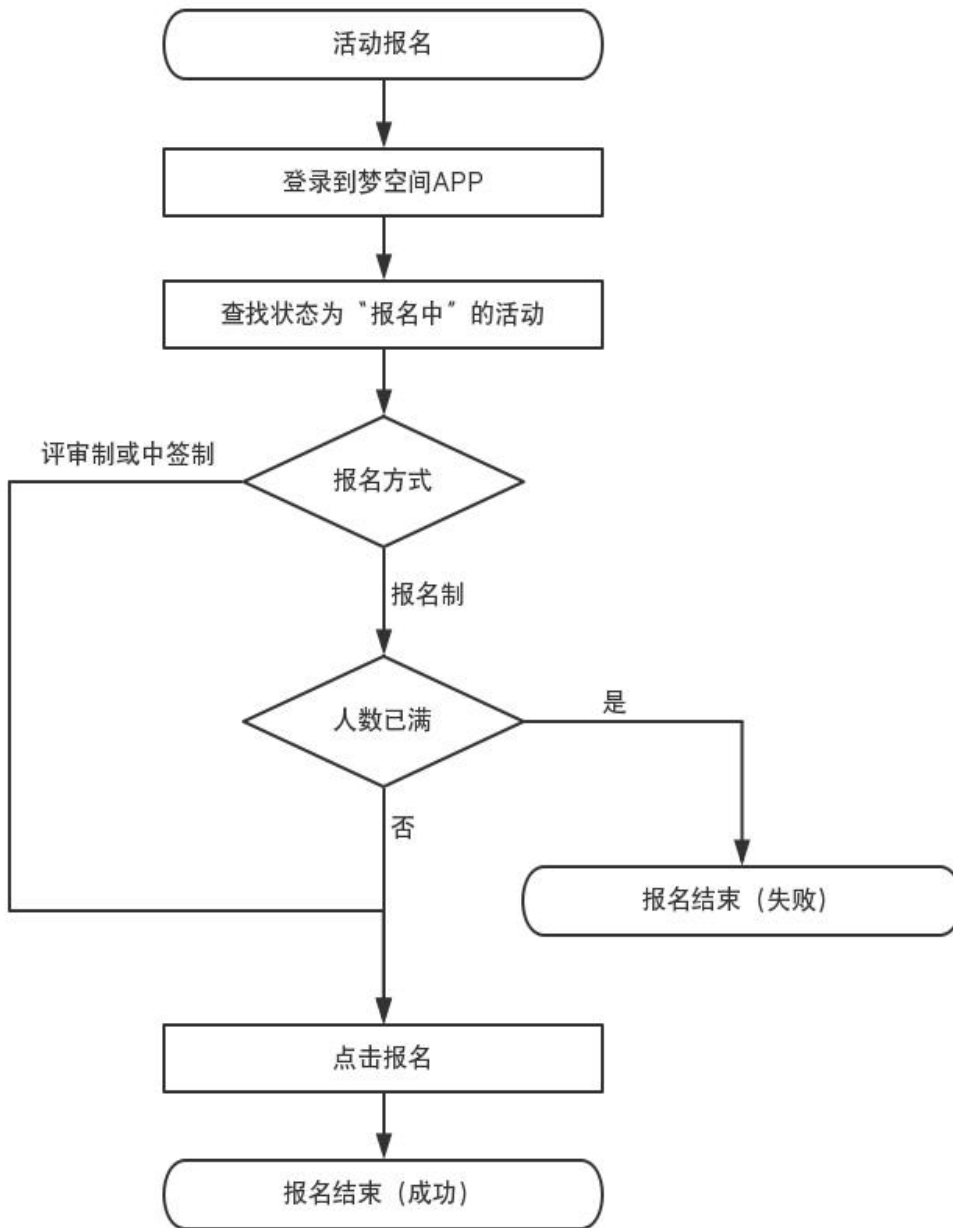 活动报名
登录到梦空间APP
查找状态为“报名中”的活动
评审制或中签制
报名方式
报名制
人数已满
是
否
报名结束（失败）
点击报名
报名结束（成功）